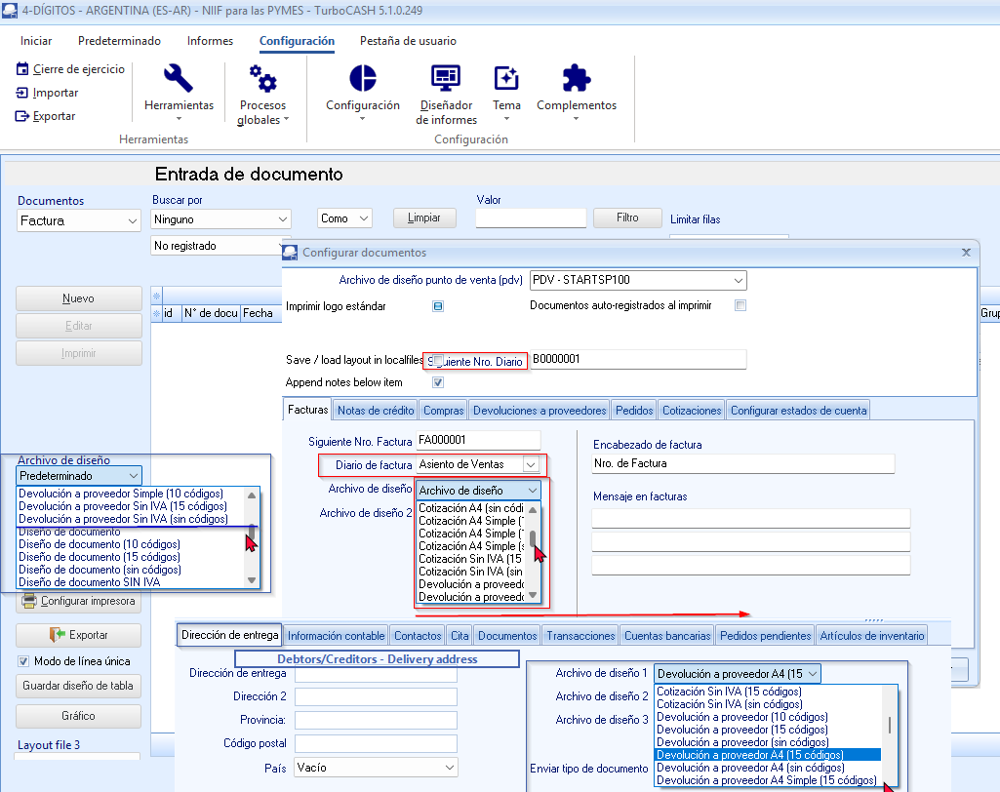 4-DÍGITOS - ARGENTINA (ES-AR) - NIIF para las PYMES - TurboCASH 5.1.0.249
Iniciar Predeterminado Informes Configuración Pestaña de usuario
Cierre de ejercicio
Importar
Exportar
Herramientas
Procesos globales
Configuración
Diseñador de informes
Tema
Complementos
Herramientas Configuración
Entrada de documento
Documentos
Factura
Buscar por
Ninguno
Como
Limpiar
Valor
Filtro
Limitar filas
No registrado
Nuevo
Editar
Imprimir
id N° de docu Fecha
Grup
Configurar documentos
Archivo de diseño punto de venta (pdv) PDV - STARTSP100
Imprimir logo estándar
Documentos auto-registrados al imprimir
Save / load layout in localfiles
Siguiente Nro. Diario B0000001
Append notes below item
Facturas Notas de crédito Compras Devoluciones a proveedores Pedidos Cotizaciones Configurar estados de cuenta
Siguiente Nro. Factura FA000001
Diario de factura Asiento de Ventas
Archivo de diseño Archivo de diseño
Archivo de diseño 2
Cotización A4 (sin códi
Cotización A4 Simple (
Cotización A4 Simple (
Cotización A4 Simple (s
Cotización Sin IVA (15
Cotización Sin IVA (sin
Devolución a proveedo
Devolución a proveedo
Encabezado de factura
Nro. de Factura
Mensaje en facturas
Archivo de diseño
Predeterminado
Devolución a proveedor Simple (10 códigos)
Devolución a proveedor Sin IVA (15 códigos)
Devolución a proveedor Sin IVA (sin códigos)
Diseño de documento
Diseño de documento (10 códigos)
Diseño de documento (15 códigos)
Diseño de documento (sin códigos)
Diseño de documento SIN IVA
Configurar impresora
Exportar
Modo de línea única
Guardar diseño de tabla
Gráfico
Layout file 3
Dirección de entrega Información contable Contactos Cita Documentos Transacciones Cuentas bancarias Pedidos pendientes Artículos de inventario
Debtors/Creditors - Delivery address
Dirección de entrega
Dirección 2
Provincia:
Código postal
País Vacío
Archivo de diseño 1 Devolución a proveedor A4 (15
Archivo de diseño 2
Archivo de diseño 3
Enviar tipo de documento
Cotización Sin IVA (15 códigos)
Cotización Sin IVA (sin códigos)
Devolución a proveedor (10 códigos)
Devolución a proveedor (15 códigos)
Devolución a proveedor (sin códigos)
Devolución a proveedor A4 (15 códigos)
Devolución a proveedor A4 (sin códigos)
Devolución a proveedor A4 Simple (15 códigos)